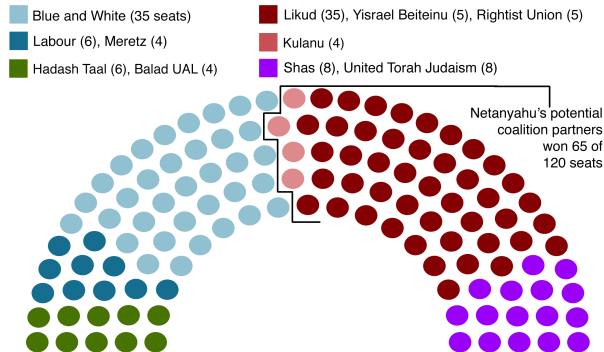 Blue and White (35 seats)
Labour (6), Meretz (4)
Hadash Taal (6), Balad UAL (4)
Likud (35), Yisrael Beiteinu (5), Rightist Union (5)
Kulanu (4)
Shas (8), United Torah Judaism (8)
Netanyahu's potential
coalition partners
won 65 of
120 seats